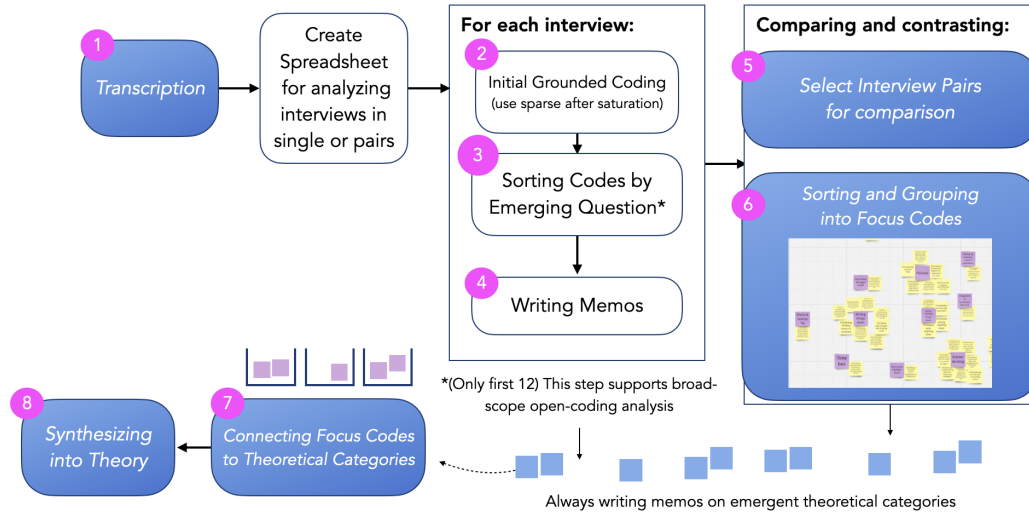 1
Transcription
Create
Spreadsheet
for analyzing
interviews in
single or pairs
For each interview:
2
Initial Grounded Coding
(use sparse after saturation)
3
Sorting Codes by
Emerging Question*
4
Writing Memos
Comparing and contrasting:
5
Select Interview Pairs
for comparison
6
Sorting and Grouping
into Focus Codes
*(Only first 12) This step supports broad-
scope open-coding analysis
7
Connecting Focus Codes
to Theoretical Categories
8
Synthesizing
into Theory
Always writing memos on emergent theoretical categories